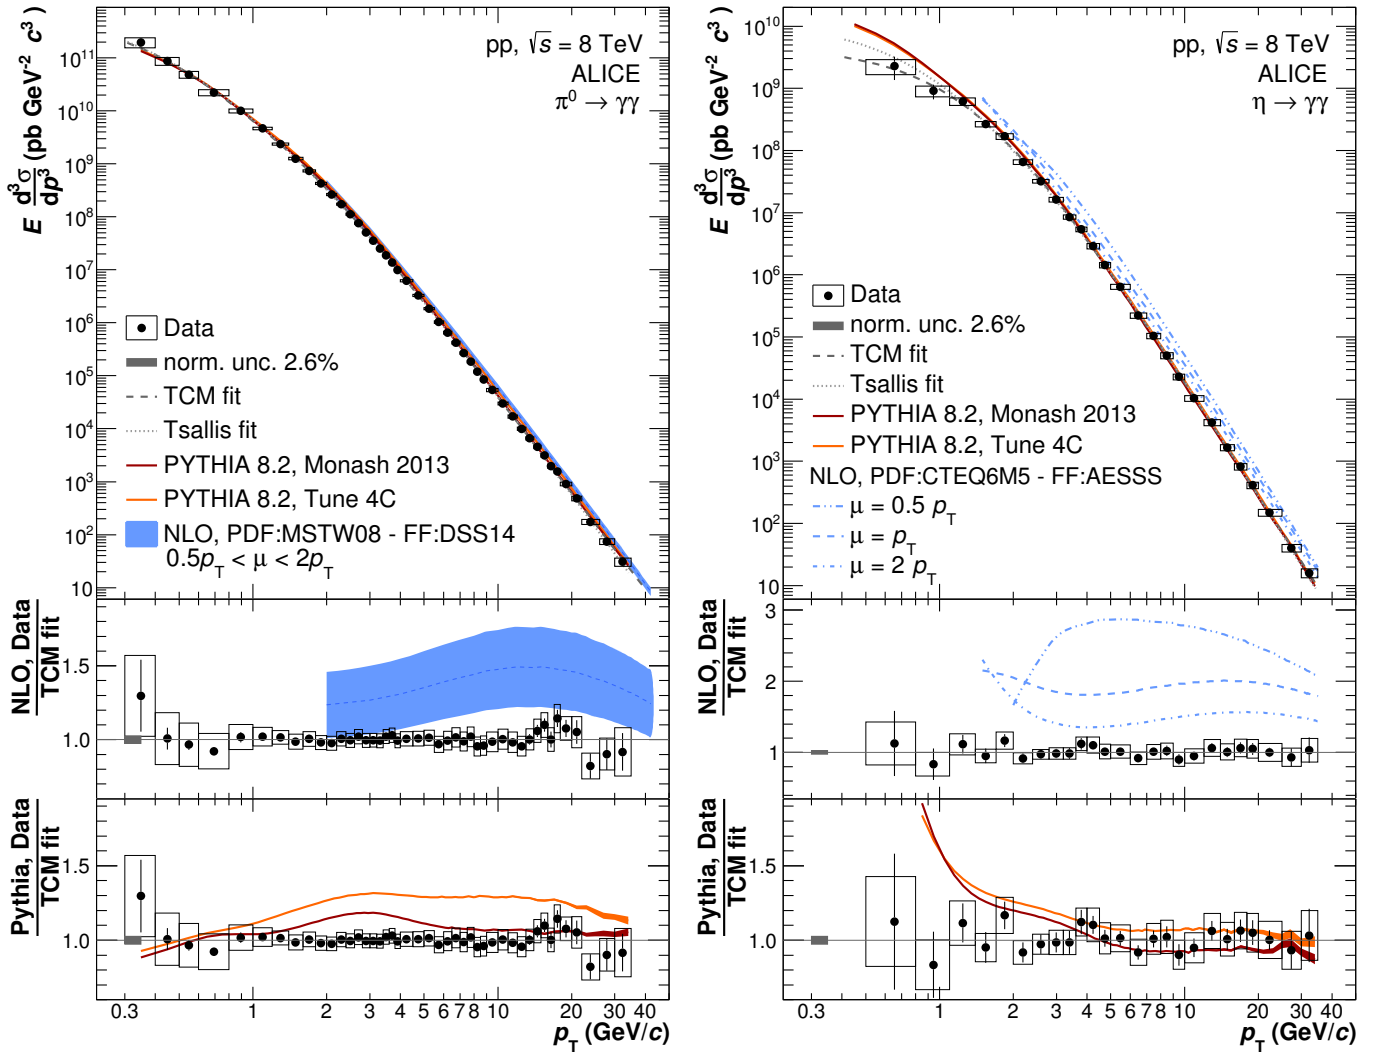 E d³σ/dp³ (pb GeV⁻² c³)
10¹¹
10¹⁰
10⁹
10⁸
10⁷
10⁶
10⁵
10⁴
10³
10²
10
pp, √s = 8 TeV
ALICE
π⁰ → γγ
Data
norm. unc. 2.6%
TCM fit
Tsallis fit
PYTHIA 8.2, Monash 2013
PYTHIA 8.2, Tune 4C
NLO, PDF:MSTW08 - FF:DSS14
0.5p_T < μ < 2p_T
NLO, Data
TCM fit
1.5
1.0
Pythia, Data
TCM fit
1.5
1.0
0.3 1 2 3 4 5 6 7 8 10 20 30 40
p_T (GeV/c)
E d³σ/dp³ (pb GeV⁻² c³)
10¹⁰
10⁹
10⁸
10⁷
10⁶
10⁵
10⁴
10³
10²
10
pp, √s = 8 TeV
ALICE
η → γγ
Data
norm. unc. 2.6%
TCM fit
Tsallis fit
PYTHIA 8.2, Monash 2013
PYTHIA 8.2, Tune 4C
NLO, PDF:CTEQ6M5 - FF:AESSS
μ = 0.5 p_T
μ = p_T
μ = 2 p_T
NLO, Data
TCM fit
3
2
1
Pythia, Data
TCM fit
1.5
1.0
0.3 1 2 3 4 5 6 7 8 10 20 30 40
p_T (GeV/c)